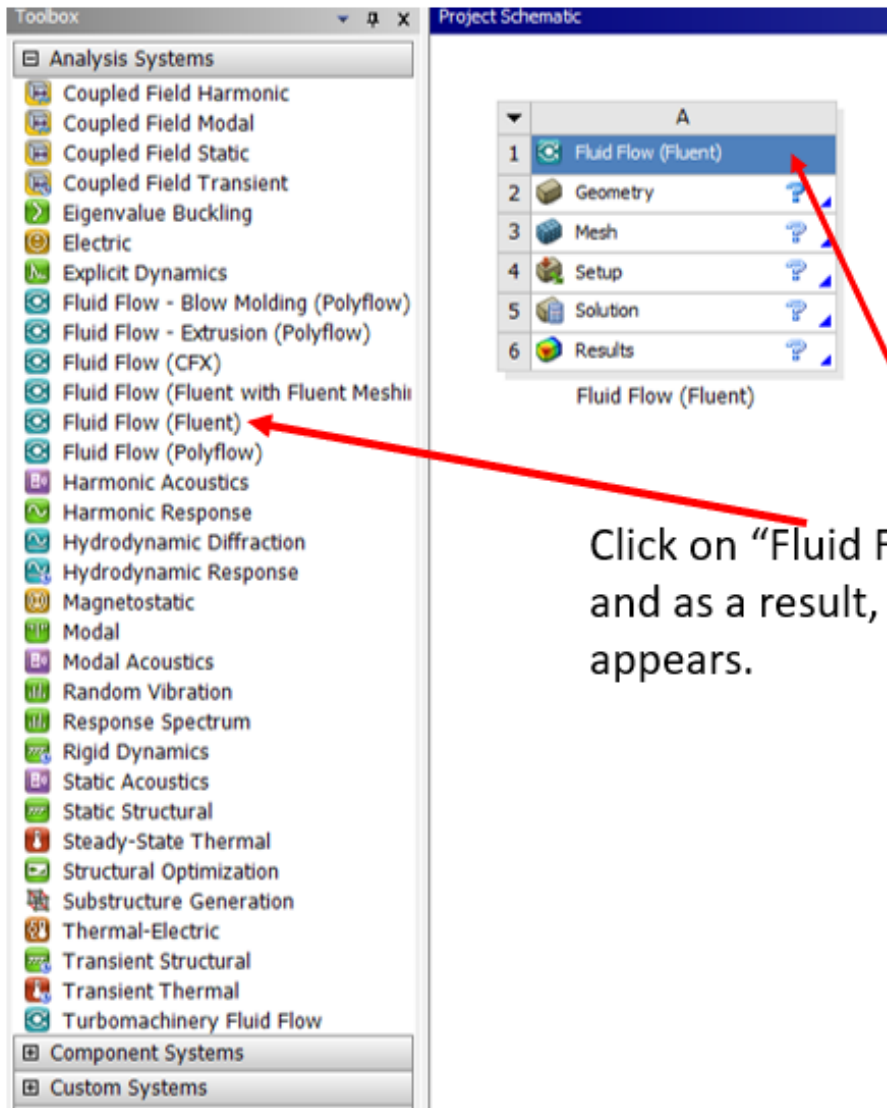 Toolbox
Analysis Systems
Coupled Field Harmonic
Coupled Field Modal
Coupled Field Static
Coupled Field Transient
Eigenvalue Buckling
Electric
Explicit Dynamics
Fluid Flow - Blow Molding (Polyflow)
Fluid Flow - Extrusion (Polyflow)
Fluid Flow (CFX)
Fluid Flow (Fluent with Fluent Meshi
Fluid Flow (Fluent)
Fluid Flow (Polyflow)
Harmonic Acoustics
Harmonic Response
Hydrodynamic Diffraction
Hydrodynamic Response
Magnetostatic
Modal
Modal Acoustics
Random Vibration
Response Spectrum
Rigid Dynamics
Static Acoustics
Static Structural
Steady-State Thermal
Structural Optimization
Substructure Generation
Thermal-Electric
Transient Structural
Transient Thermal
Turbomachinery Fluid Flow
Component Systems
Custom Systems
Project Schematic
A
1 Fluid Flow (Fluent)
2 Geometry ?
3 Mesh ?
4 Setup ?
5 Solution ?
6 Results ?
Fluid Flow (Fluent)
Click on “Fluid F
and as a result,
appears.